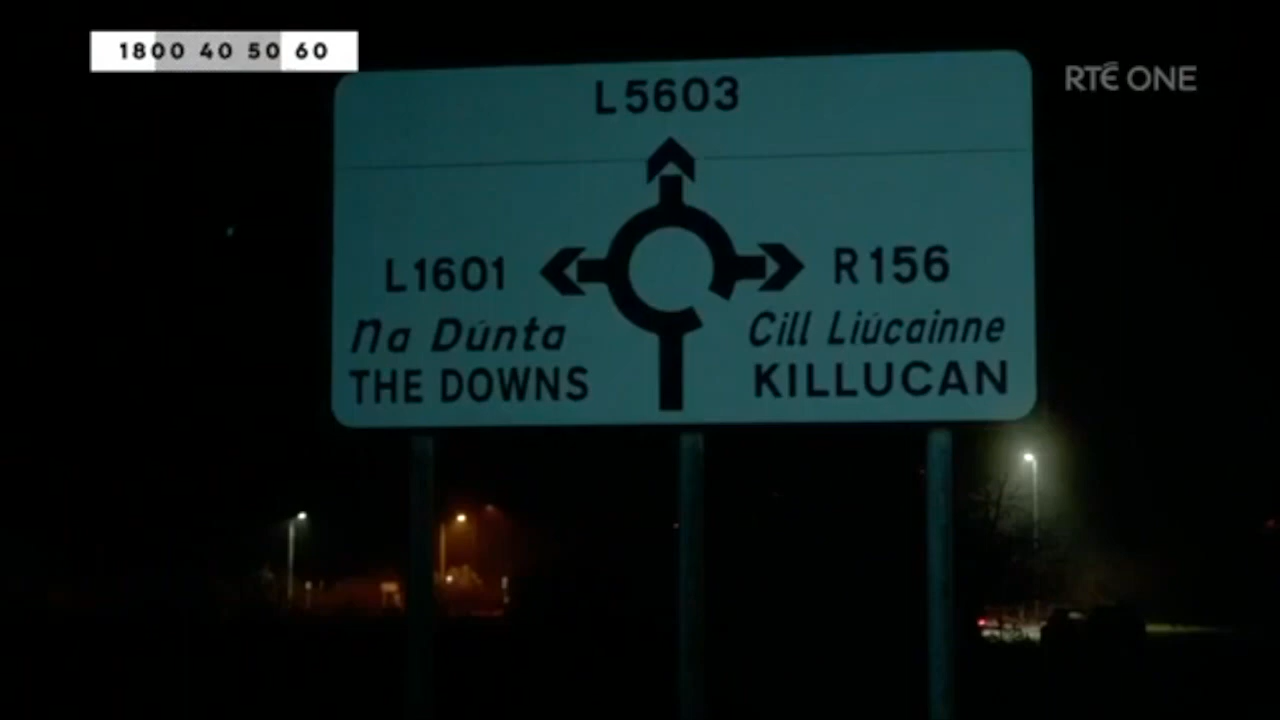 1800 40 50 60
RTÉ ONE
L5603
L1601
R156
Na Dúnta
Cill Liúcainne
THE DOWNS
KILLUCAN